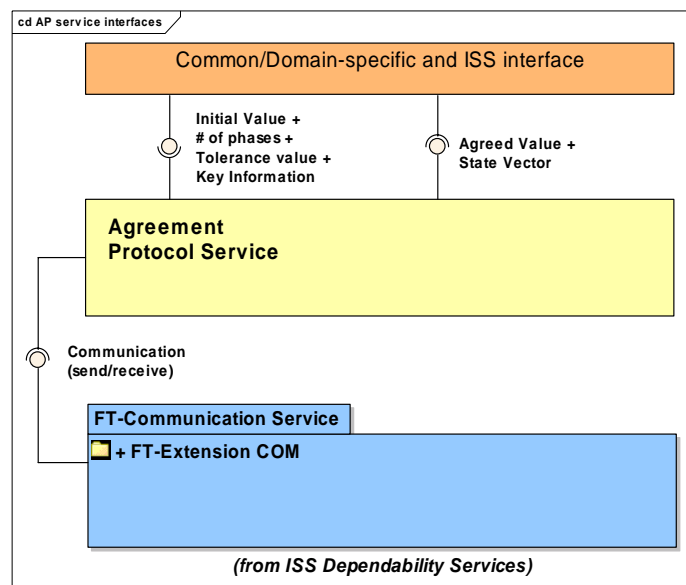 cd AP service interfaces
Common/Domain-specific and ISS interface
Initial Value +
# of phases +
Tolerance value +
Key Information
Agreed Value +
State Vector
Agreement
Protocol Service
Communication
(send/receive)
FT-Communication Service
+ FT-Extension COM
(from ISS Dependability Services)